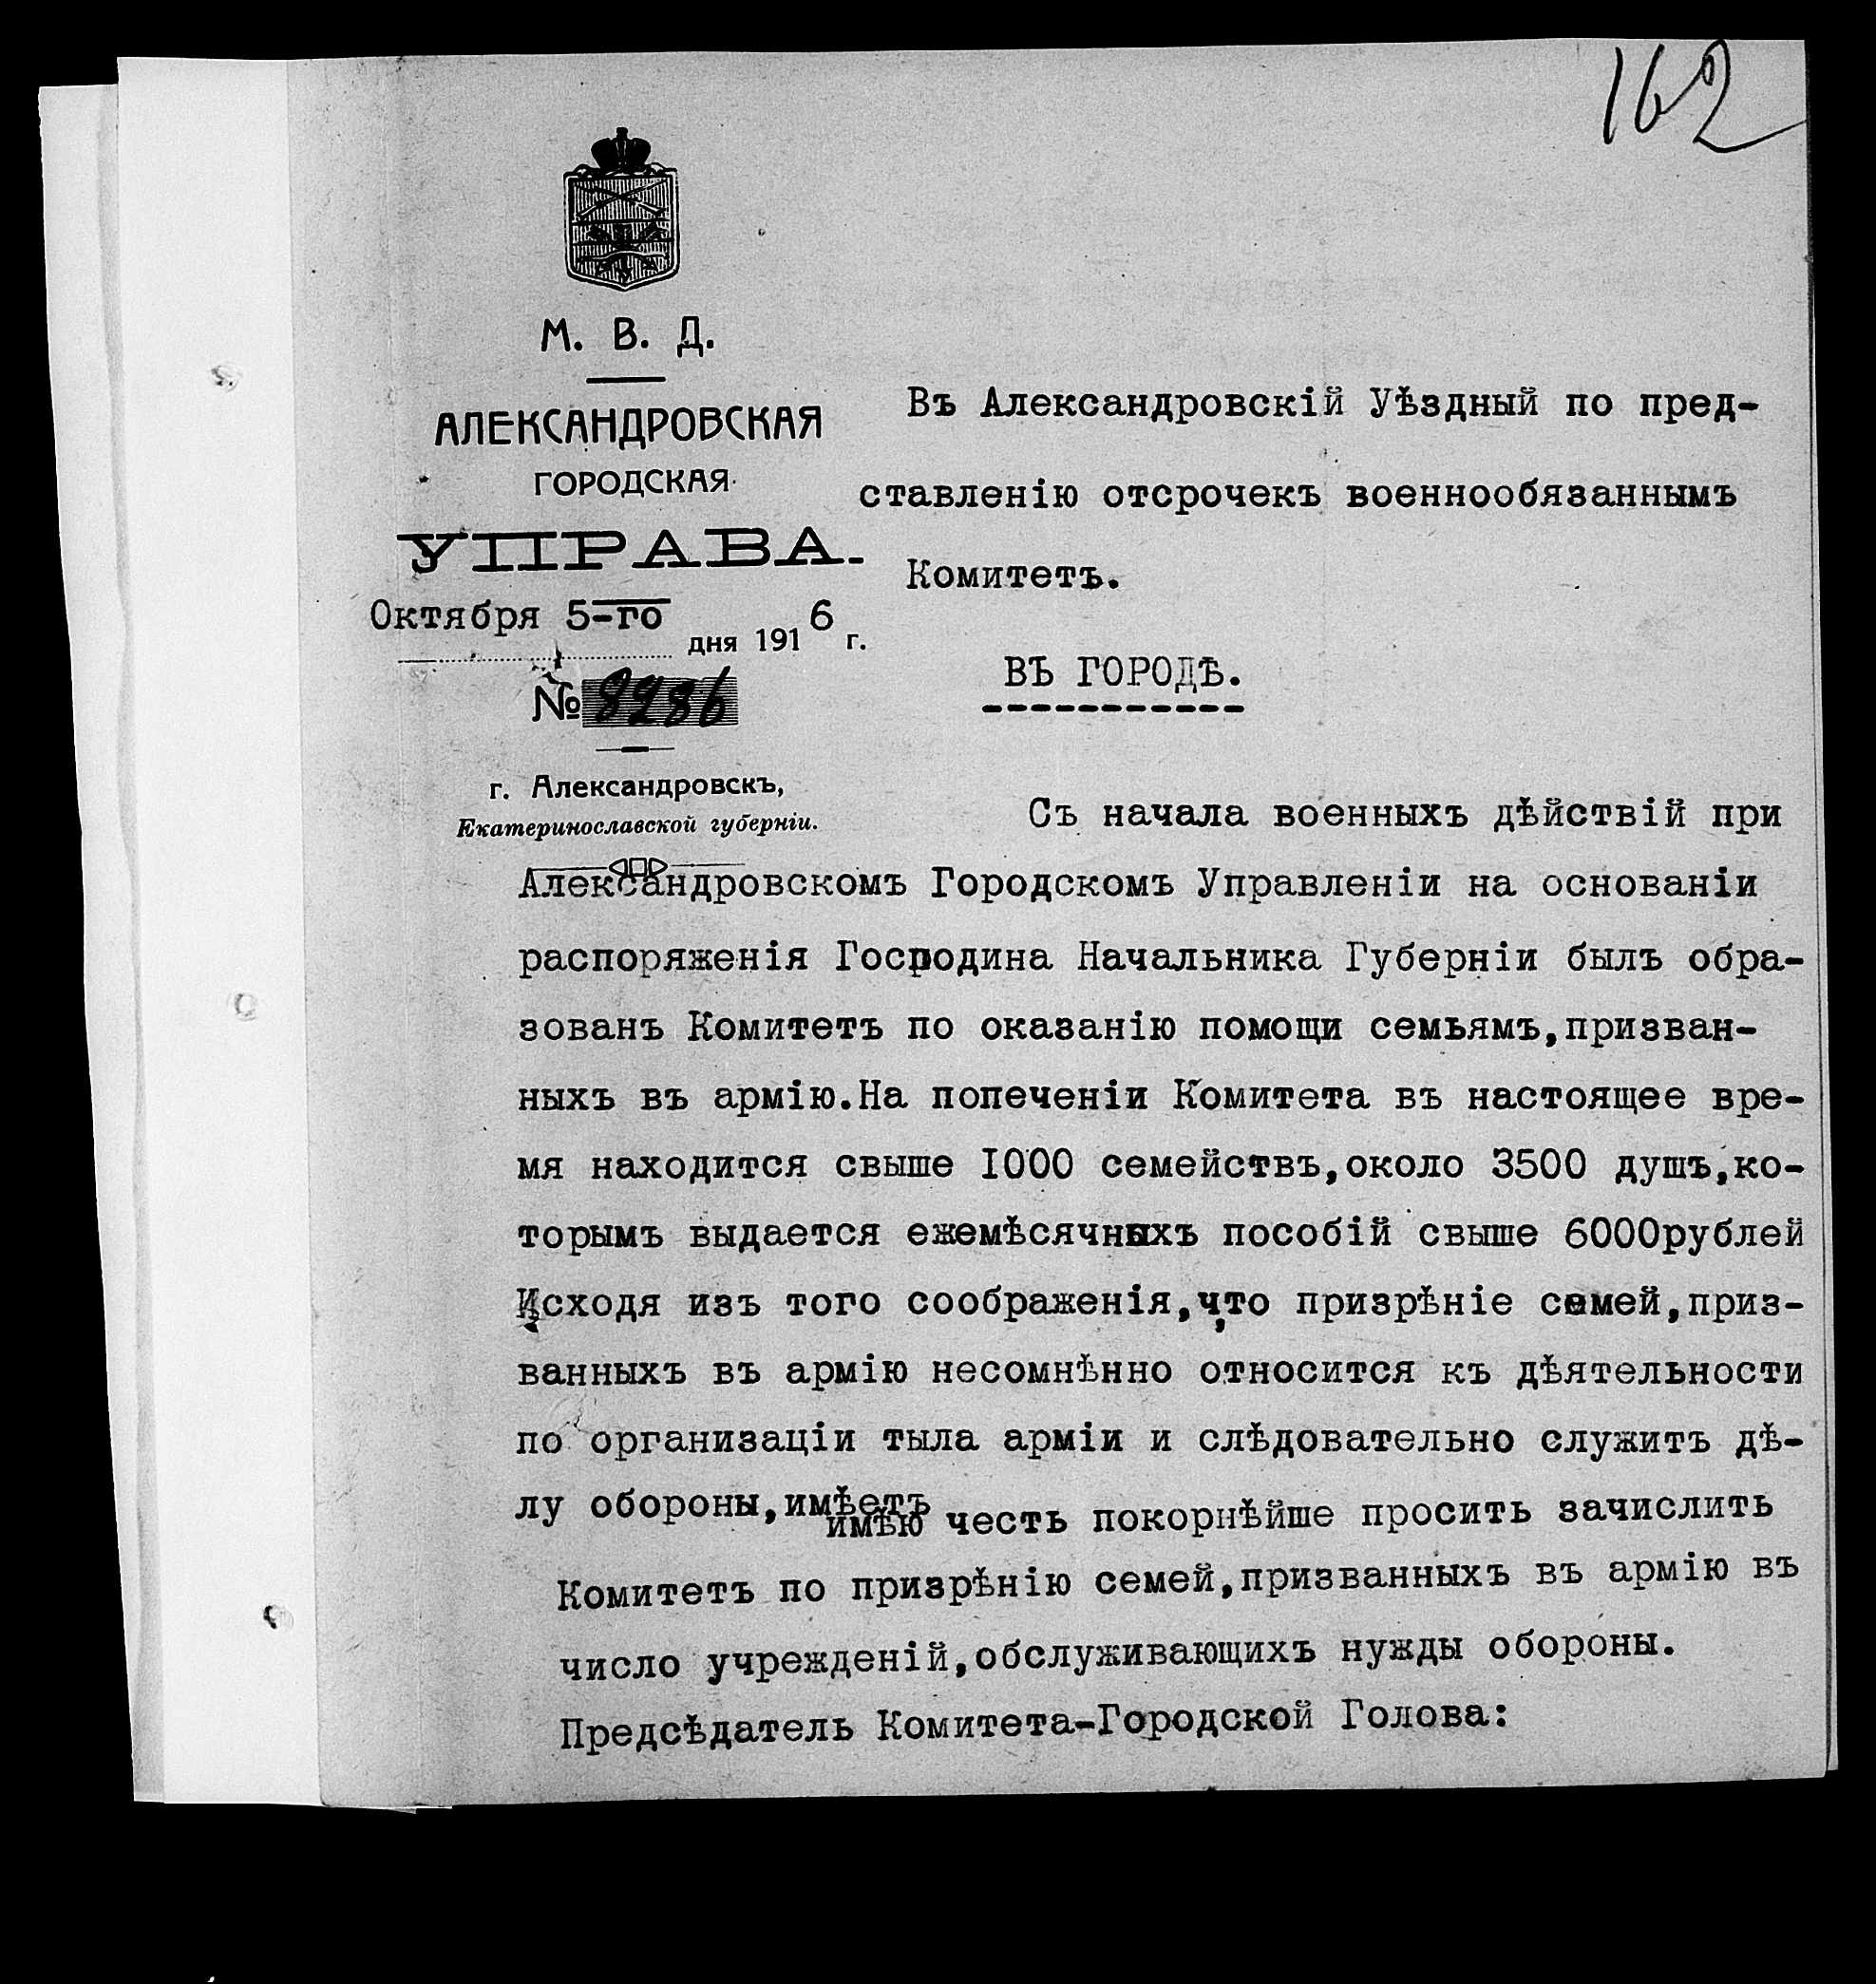 162
М. В. Д.
АЛЕКСАНДРОВСКАЯ
ГОРОДСКАЯ
УПРАВА.
Октября 5-го дня 1916 г.
№ 8286
г. Александровскъ,
Екатеринославской губерніи.
Въ Александровскій Уѣздный по пред-
ставленію отсрочекъ военнообязаннымъ
Комитетъ.
ВЪ ГОРОДѢ.
Съ начала военныхъ дѣйствій при
Александровскомъ Городскомъ Управленіи на основаніи
распоряженія Господина Начальника Губерніи былъ обра-
зованъ Комитетъ по оказанію помощи семьямъ,призван-
ныхъ въ армію.На попеченіи Комитета въ настоящее вре-
мя находится свыше I000 семействъ,около 3500 душъ,ко-
торымъ выдается ежемѣсячныхъ пособій свыше 6000рублей
Исходя изъ того соображенія,что призрѣніе семей,приз-
ванныхъ въ армію несомнѣнно относится къ дѣятельности
по организаціи тыла арміи и слѣдовательно служитъ дѣ-
лу обороны,имѣетъ имѣю честь покорнѣйше просить зачислить
Комитетъ по призрѣнію семей,призванныхъ въ армію въ
число учрежденій,обслуживающихъ нужды обороны.
Предсѣдатель Комитета-Городской Голова: